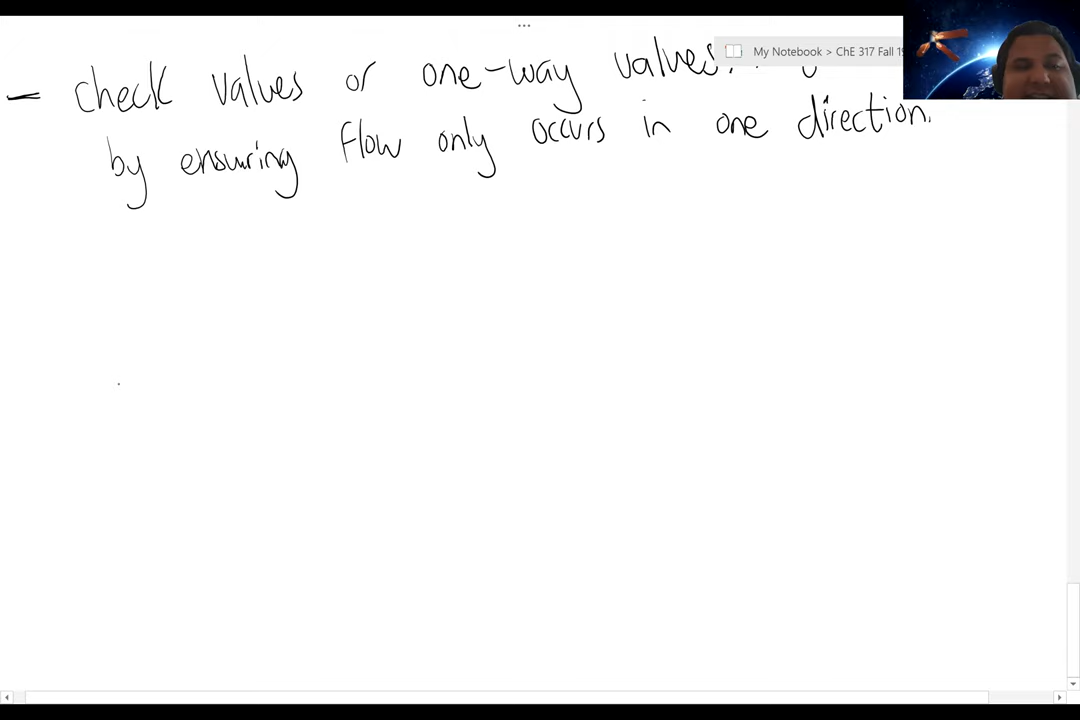 My Notebook > ChE 317 Fall
- check valves or one-way valves.
by ensuring flow only occurs in one direction.